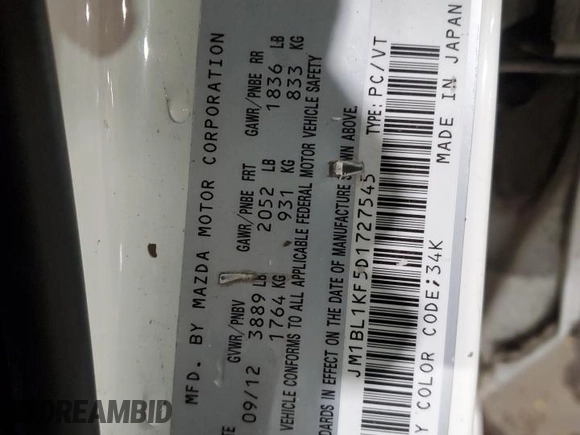 MFD. BY MAZDA MOTOR CORPORATION
GVWR/PNBV GAWR/PNBE FRT GAWR/PNBE RR
09/12 3889 LB 2052 LB 1836 LB
1764 KG 931 KG 833 KG
VEHICLE CONFORMS TO ALL APPLICABLE FEDERAL MOTOR VEHICLE SAFETY
DARDS IN EFFECT ON THE DATE OF MANUFACTURE SHOWN ABOVE.
JM1BL1KF5D1727545 TYPE: PC/VT
Y COLOR CODE;34K MADE IN JAPAN
DREAMBID